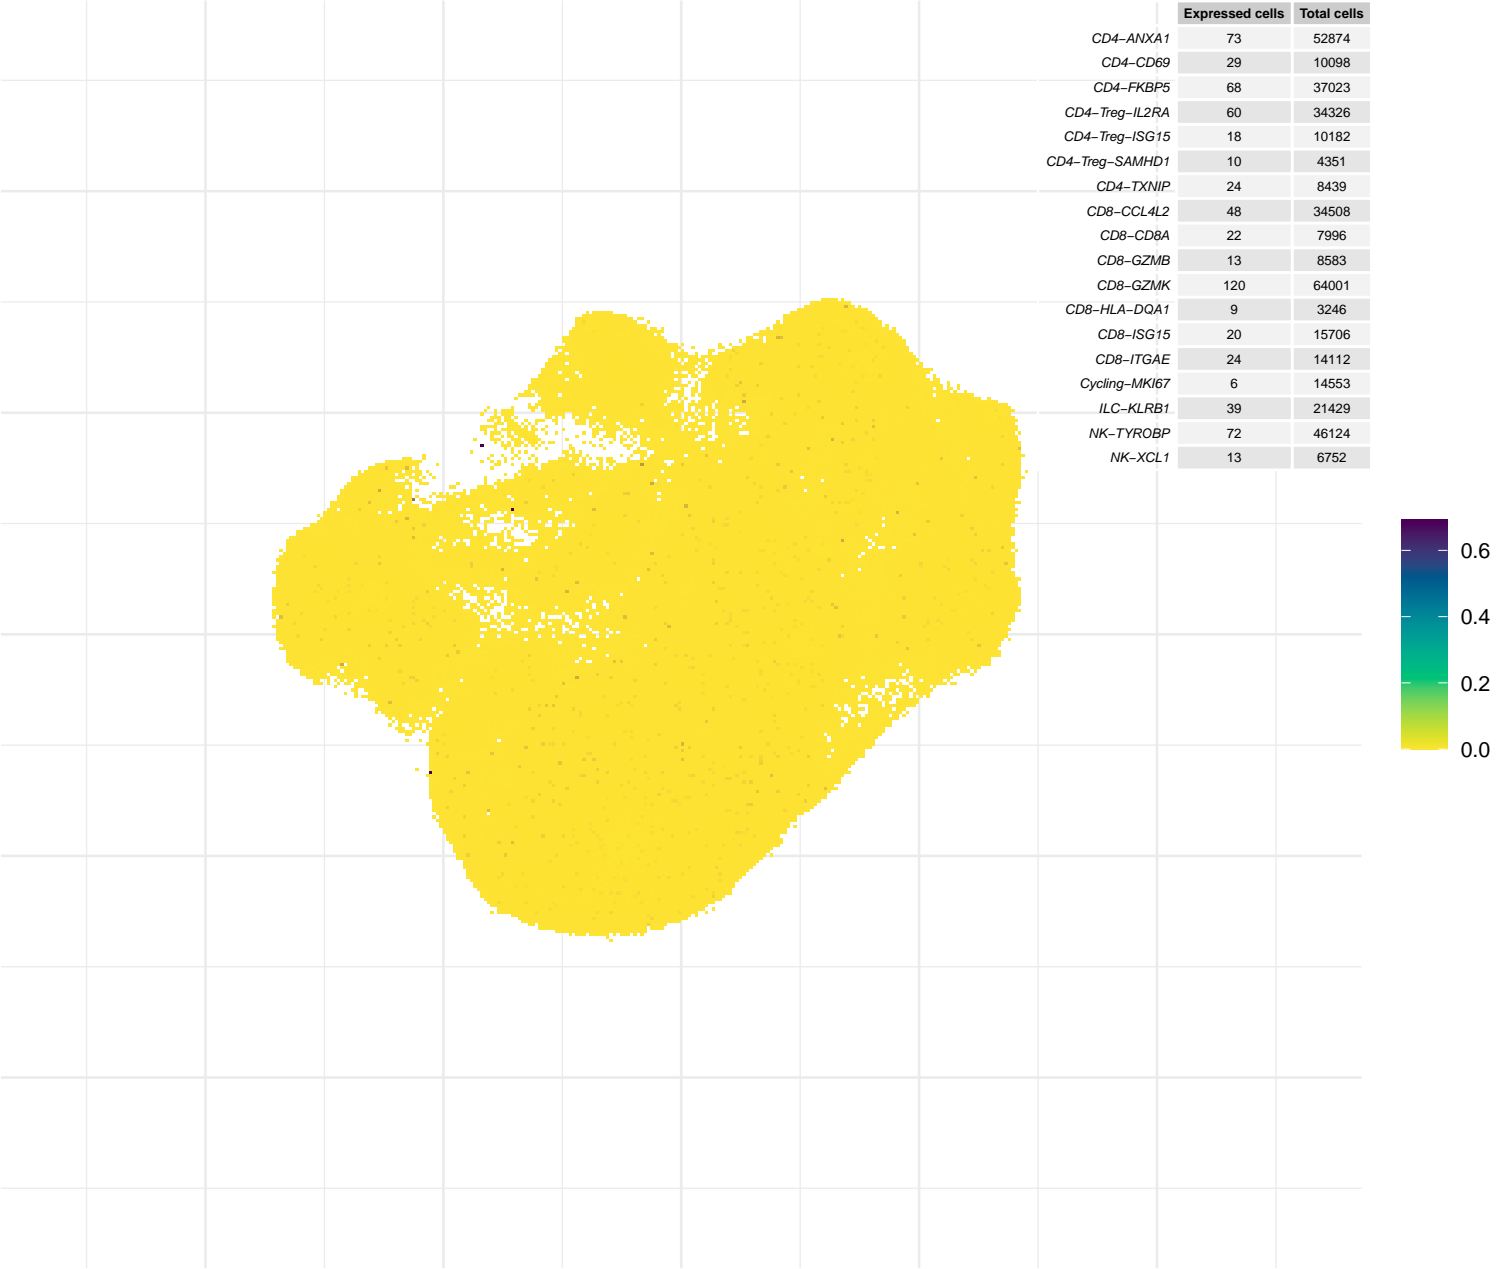 Expressed cells Total cells
CD4−ANXA1 73 52874
CD4−CD69 29 10098
CD4−FKBP5 68 37023
CD4−Treg−IL2RA 60 34326
CD4−Treg−ISG15 18 10182
CD4−Treg−SAMHD1 10 4351
CD4−TXNIP 24 8439
CD8−CCL4L2 48 34508
CD8−CD8A 22 7996
CD8−GZMB 13 8583
CD8−GZMK 120 64001
CD8−HLA−DQA1 9 3246
CD8−ISG15 20 15706
CD8−ITGAE 24 14112
Cycling−MKI67 6 14553
ILC−KLRB1 39 21429
NK−TYROBP 72 46124
NK−XCL1 13 6752
0.6
0.4
0.2
0.0